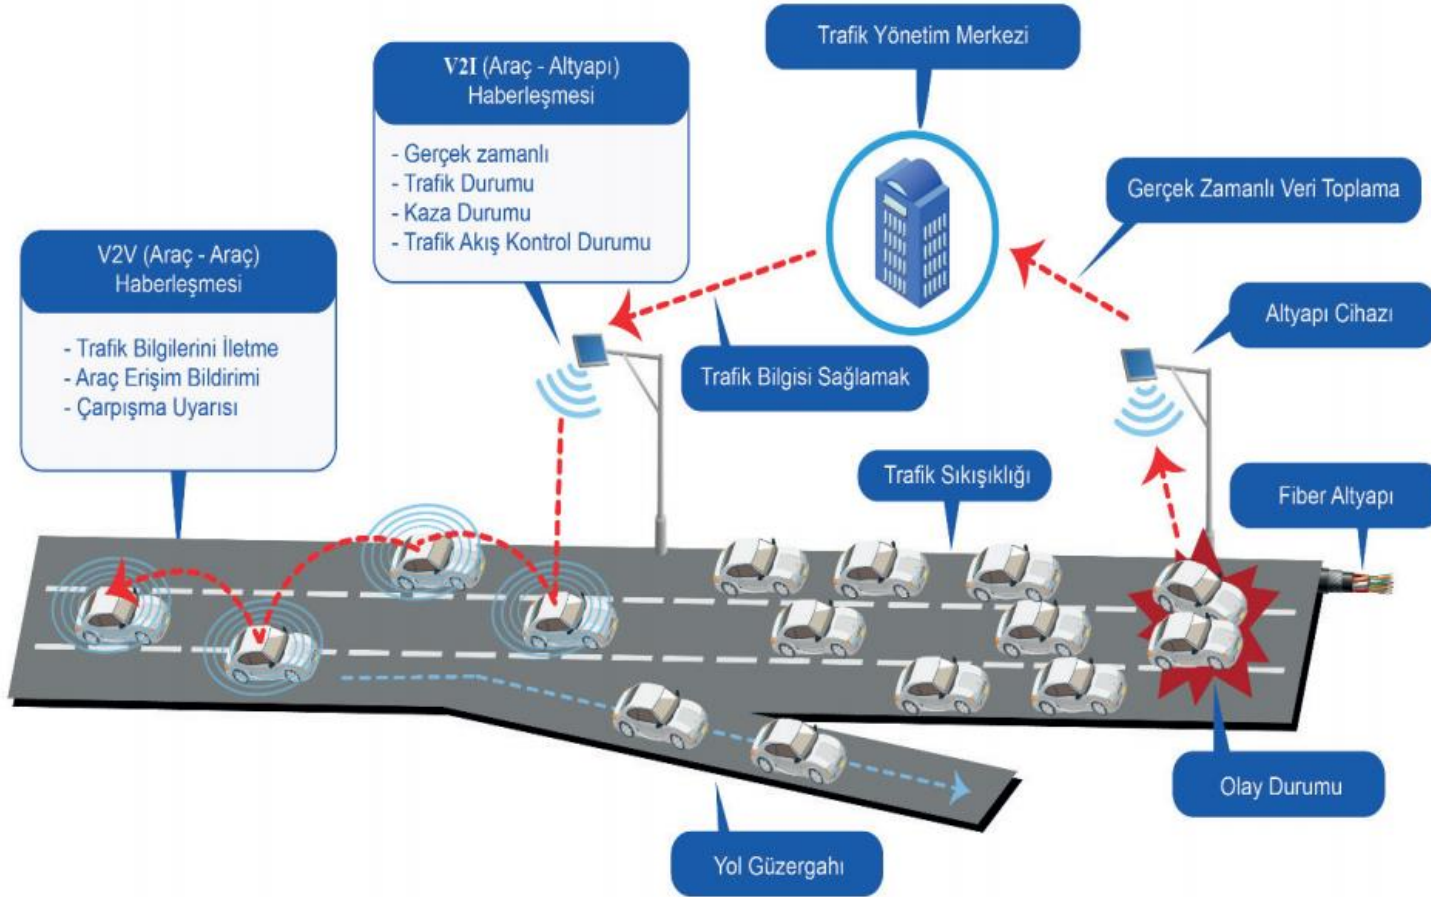 Trafik Yönetim Merkezi
V2I (Araç - Altyapı)
Haberleşmesi
- Gerçek zamanlı
- Trafik Durumu
- Kaza Durumu
- Trafik Akış Kontrol Durumu
Gerçek Zamanlı Veri Toplama
V2V (Araç - Araç)
Haberleşmesi
- Trafik Bilgilerini İletme
- Araç Erişim Bildirimi
- Çarpışma Uyarısı
Altyapı Cihazı
Trafik Bilgisi Sağlamak
Trafik Sıkışıklığı
Fiber Altyapı
Olay Durumu
Yol Güzergahı